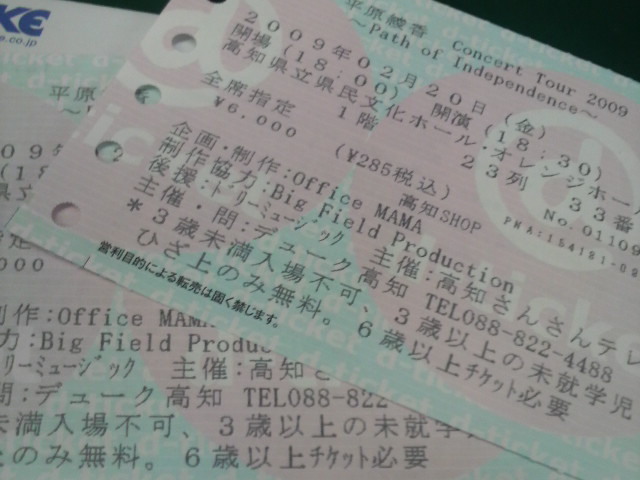 平原綾香 Concert Tour 2009
～Path of Independence～
2009年02月20日(金)
開場(18:00) 開演(18:30)
高知県立県民文化ホール・オレンジホール
全席指定 1階 23列 33番
¥6,000 (¥285税込) No.01109
高知SHOP
企画・制作:Office MAMA
制作協力:Big Field Production
後援:トリーミュージック 主催:高知さんさんテレ
主催・問:デューク高知 TEL088-822-4488
*3歳未満入場不可、3歳以上の未就学児
ひざ上のみ無料。6歳以上チケット必要
営利目的による転売は固く禁じます。
d-ticket
KE
e.co.jp
平原
2009
制作:Office MAMA
力:Big Field Produc
トリーミュージック 主催:高知さ
問:デューク高知 TEL088-822
未満入場不可、3歳以上の未就学
のみ無料。6歳以上チケット必要